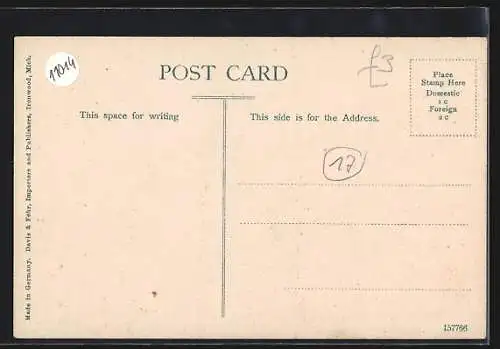 17014
POST CARD
£3
Place
Stamp Here
Domestic
1 c
Foreign
2 c
This space for writing
This side is for the Address.
17
Made in Germany. Davis & Fehr, Importers and Publishers, Ironwood, Mich.
157766